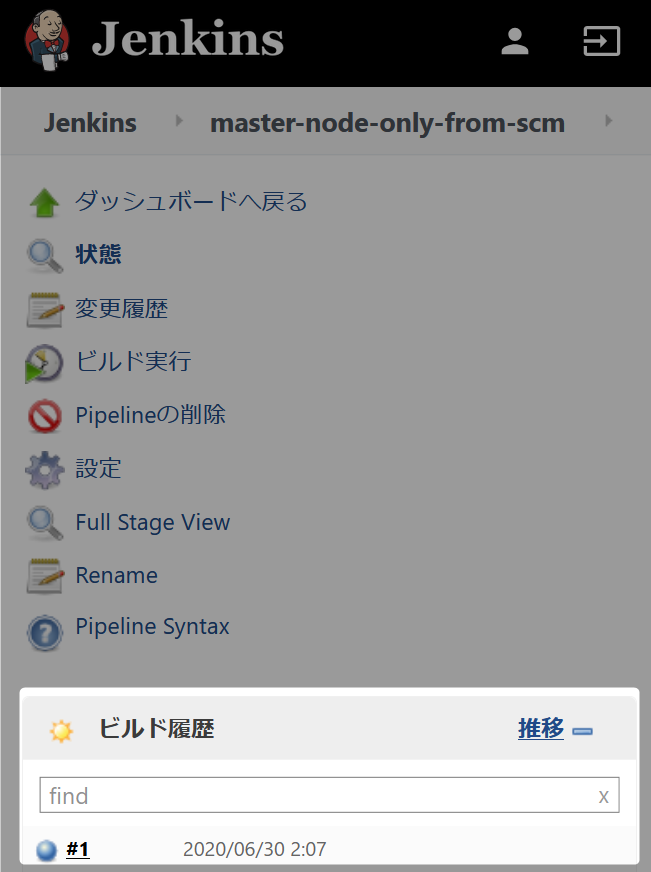 Jenkins
Jenkins master-node-only-from-scm
ダッシュボードへ戻る
状態
変更履歴
ビルド実行
Pipelineの削除
設定
Full Stage View
Rename
Pipeline Syntax
ビルド履歴 推移
find x
#1 2020/06/30 2:07